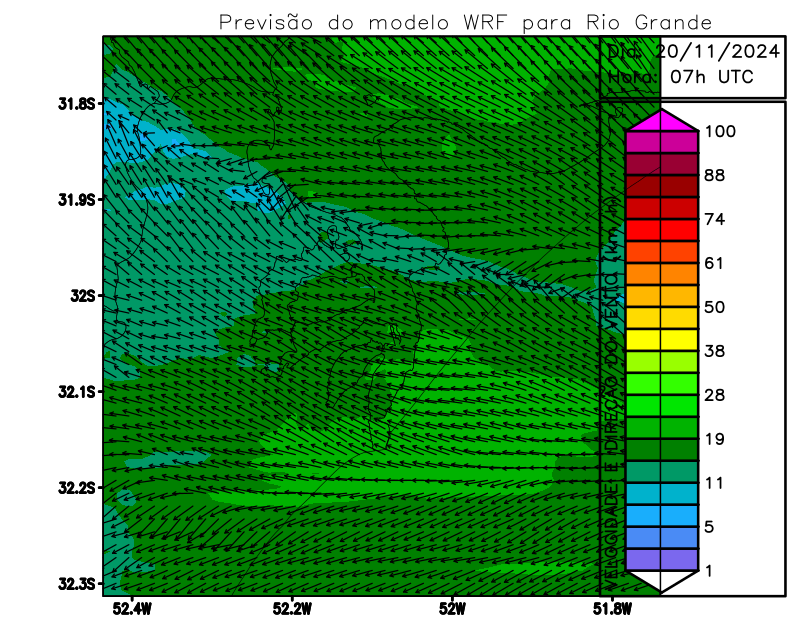 Previsão do modelo WRF para Rio Grande
Dia: 20/11/2024
Hora: 07h UTC
31.8S
31.9S
32S
32.1S
32.2S
32.3S
52.4W
52.2W
52W
51.8W
100
88
74
61
50
38
28
19
11
5
1
VELOCIDADE E DIREÇÃO DO VENTO (km/h)